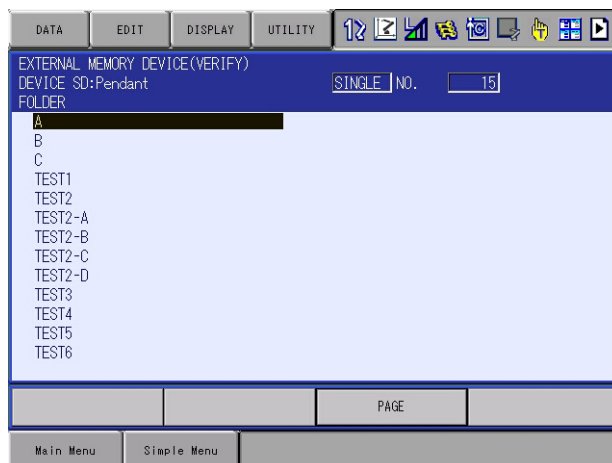 DATA EDIT DISPLAY UTILITY
EXTERNAL MEMORY DEVICE(VERIFY)
DEVICE SD:Pendant SINGLE NO. 15
FOLDER
A
B
C
TEST1
TEST2
TEST2-A
TEST2-B
TEST2-C
TEST2-D
TEST3
TEST4
TEST5
TEST6
PAGE
Main Menu Simple Menu